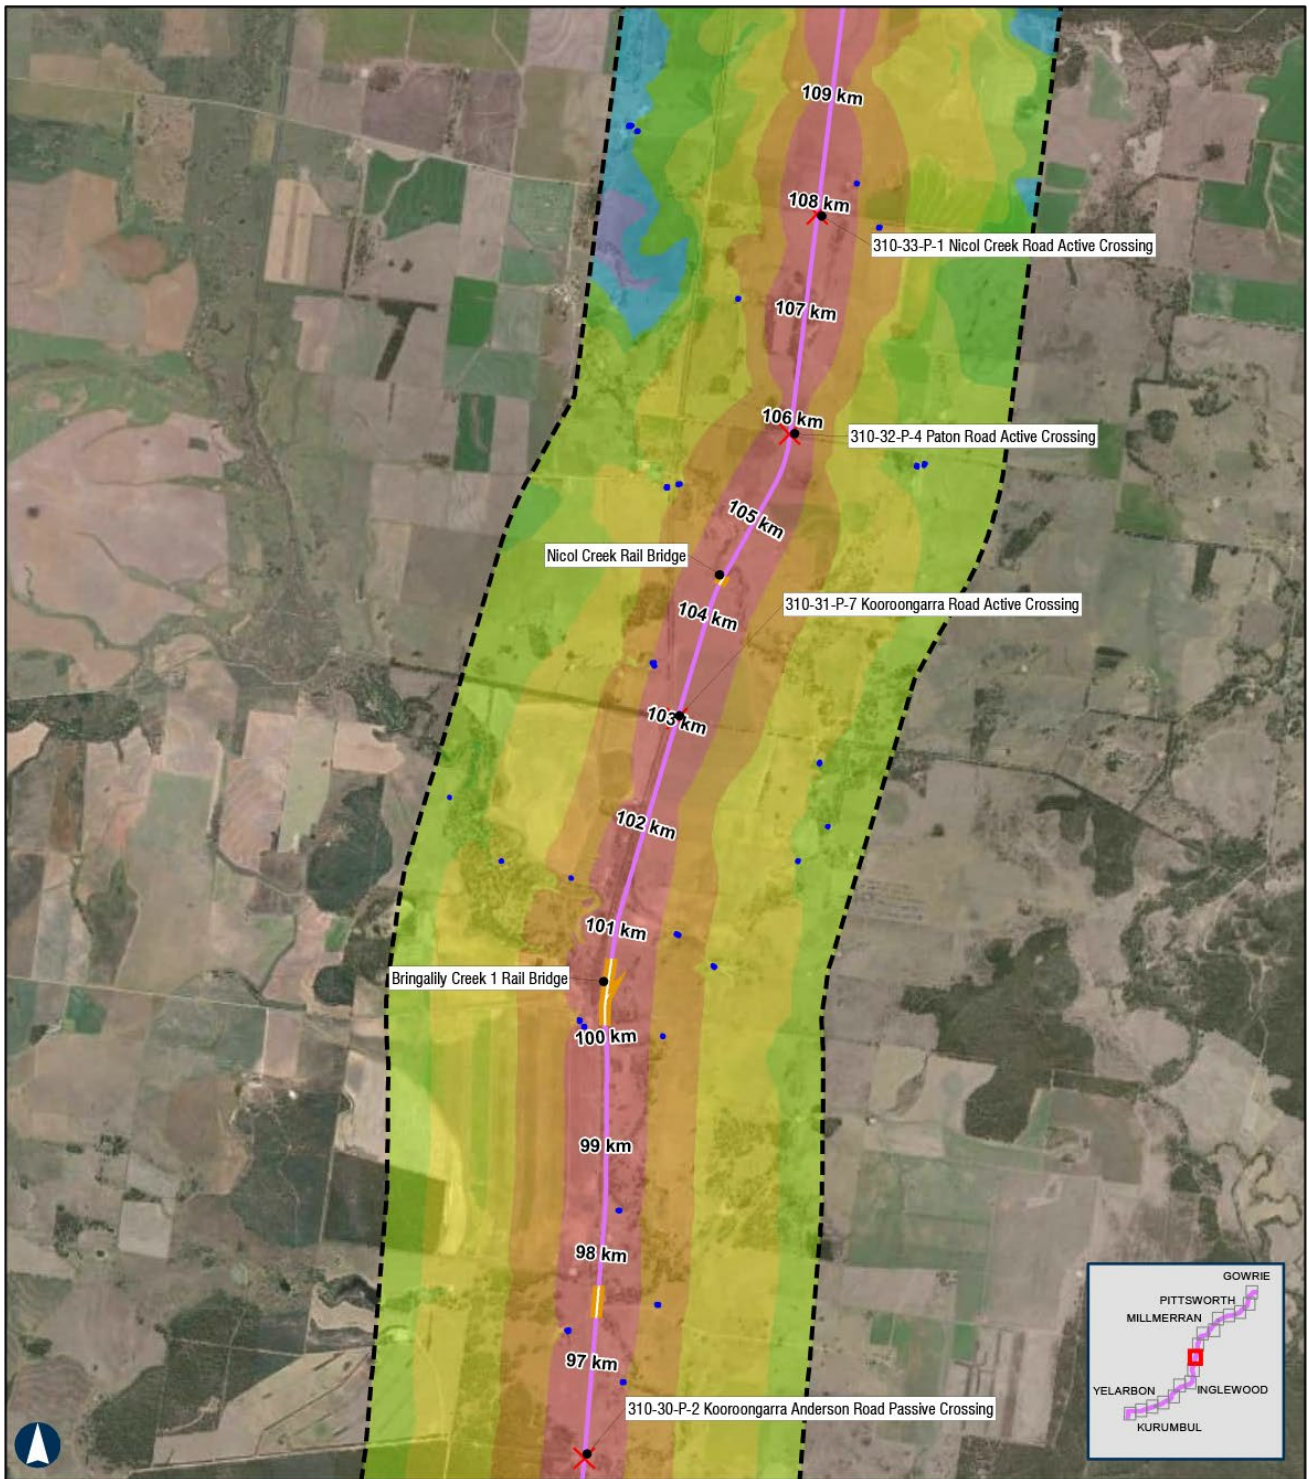 109 km
108 km
310-33-P-1 Nicol Creek Road Active Crossing
107 km
106 km
310-32-P-4 Paton Road Active Crossing
105 km
Nicol Creek Rail Bridge
310-31-P-7 Kooroongarra Road Active Crossing
104 km
103 km
102 km
101 km
Bringalily Creek 1 Rail Bridge
100 km
99 km
98 km
97 km
310-30-P-2 Kooroongarra Anderson Road Passive Crossing
GOWRIE
PITTSWORTH
MILLMERRAN
YELARBON
INGLEWOOD
KURUMBUL